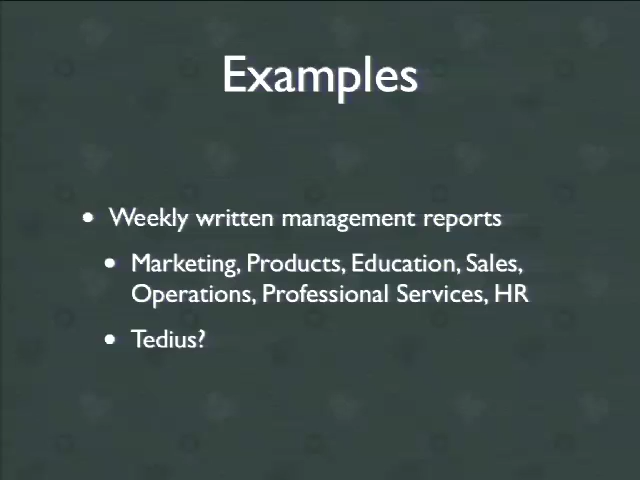 Examples
• Weekly written management reports
• Marketing, Products, Education, Sales,
Operations, Professional Services, HR
• Tedius?